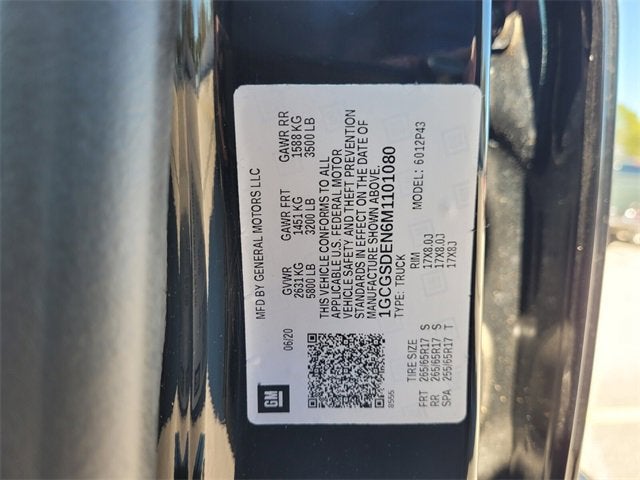 GM
06/20
MFD BY GENERAL MOTORS LLC
GVWR GAWR FRT GAWR RR
2631 KG 1451 KG 1588 KG
5800 LB 3200 LB 3500 LB
THIS VEHICLE CONFORMS TO ALL
APPLICABLE U.S. FEDERAL MOTOR
VEHICLE SAFETY AND THEFT PREVENTION
STANDARDS IN EFFECT ON THE DATE OF
MANUFACTURE SHOWN ABOVE.
1GCGSDEN6M1101080
8555 TYPE: TRUCK
MODEL: 6012P43
TIRE SIZE RIM
FRT 265/65R17 S 17X8.0J
RR 265/65R17 S 17X8.0J
SPA 255/65R17 T 17X8J